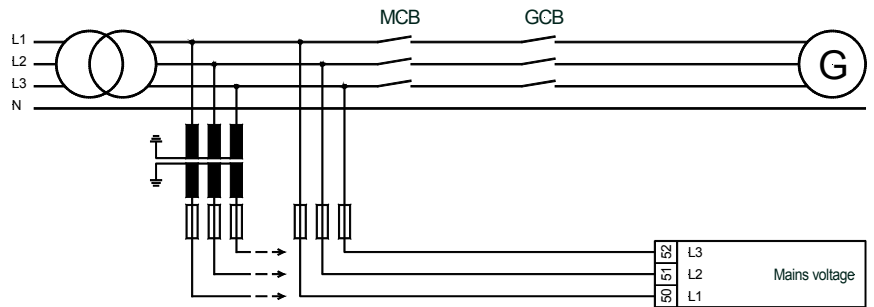 MCB GCB
L1
L2
L3
N
G
52 L3
51 L2 Mains voltage
50 L1